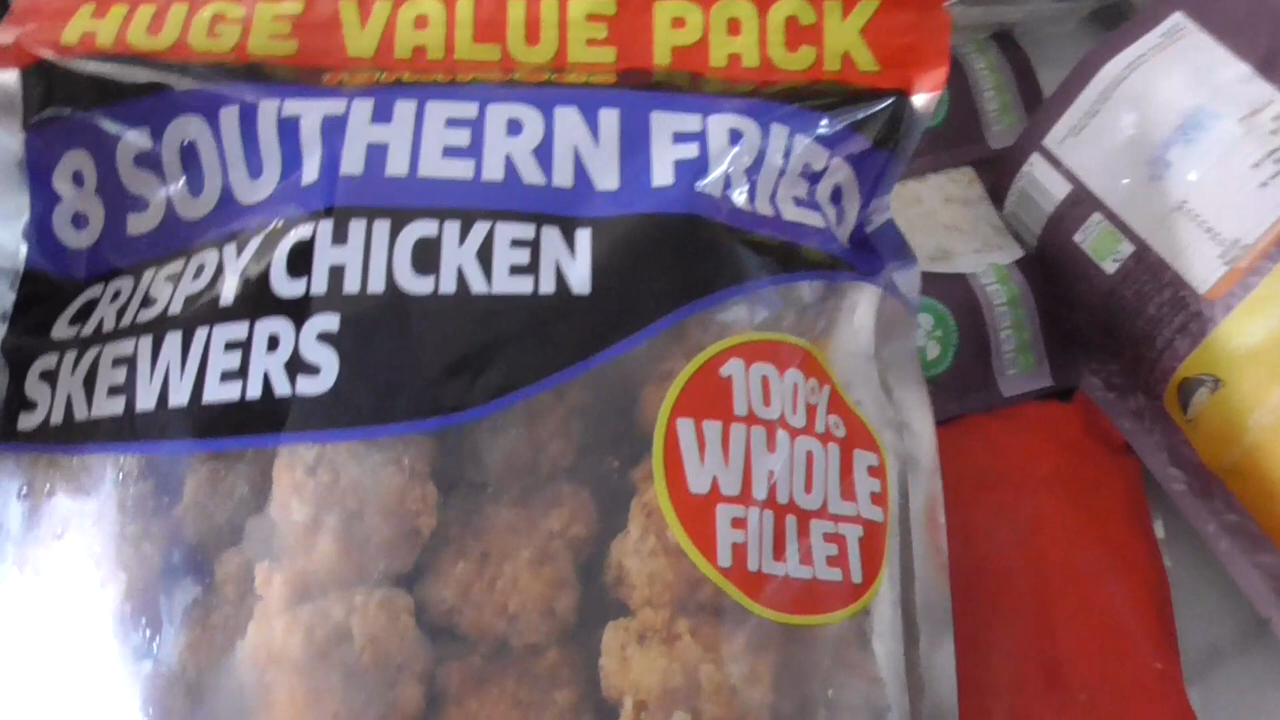 HUGE VALUE PACK
8 SOUTHERN FRIED
CRISPY CHICKEN
SKEWERS
100%
WHOLE
FILLET